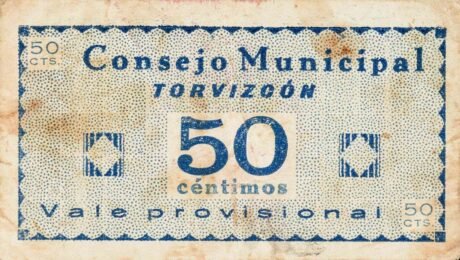 50
CTS.
Consejo Municipal
TORVIZCÓN
50
céntimos
Vale provisional
50
CTS.